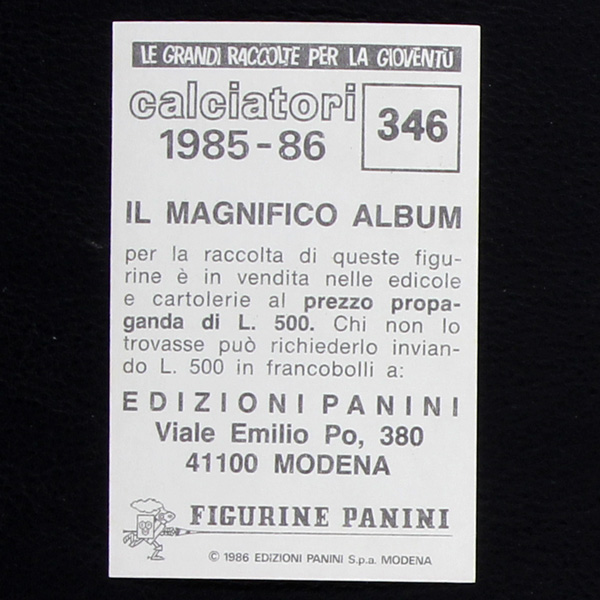 LE GRANDI RACCOLTE PER LA GIOVENTÙ
calciatori
1985-86
346
IL MAGNIFICO ALBUM
per la raccolta di queste figu-
rine è in vendita nelle edicole
e cartolerie al prezzo propa-
ganda di L. 500. Chi non lo
trovasse può richiederlo invian-
do L. 500 in francobolli a:
EDIZIONI PANINI
Viale Emilio Po, 380
41100 MODENA
FIGURINE PANINI
© 1986 EDIZIONI PANINI S.p.a. MODENA